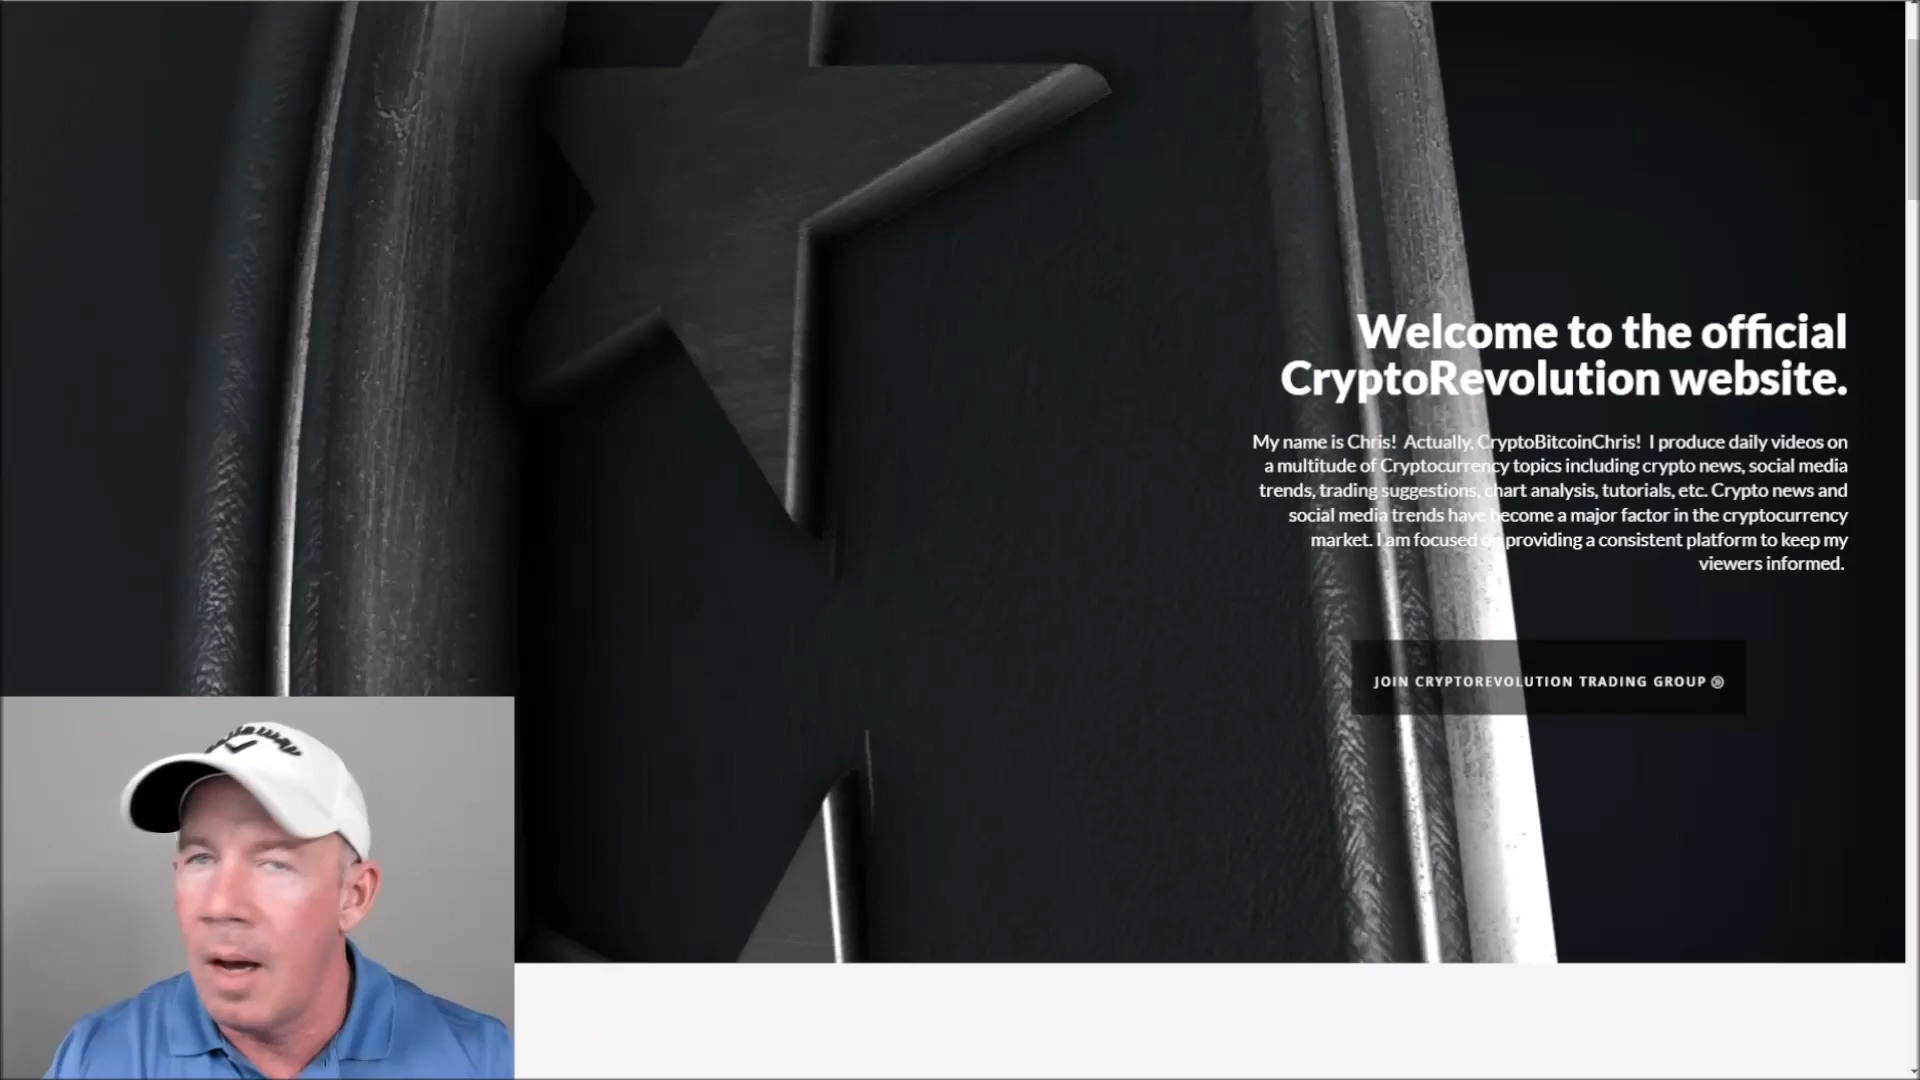 Welcome to the official
CryptoRevolution website.
My name is Chris! Actually, CryptoBitcoinChris! I produce daily videos on
a multitude of Cryptocurrency topics including crypto news, social media
trends, trading suggestions, chart analysis, tutorials, etc. Crypto news and
social media trends have become a major factor in the cryptocurrency
market. I am focused on providing a consistent platform to keep my
viewers informed.
JOIN CRYPTOREVOLUTION TRADING GROUP
Callaway